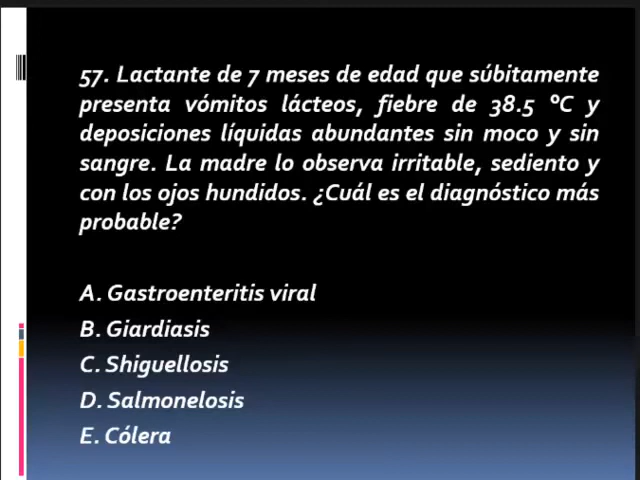 57. Lactante de 7 meses de edad que súbitamente
presenta vómitos lácteos, fiebre de 38.5 °C y
deposiciones líquidas abundantes sin moco y sin
sangre. La madre lo observa irritable, sediento y
con los ojos hundidos. ¿Cuál es el diagnóstico más
probable?
A. Gastroenteritis viral
B. Giardiasis
C. Shiguellosis
D. Salmonelosis
E. Cólera